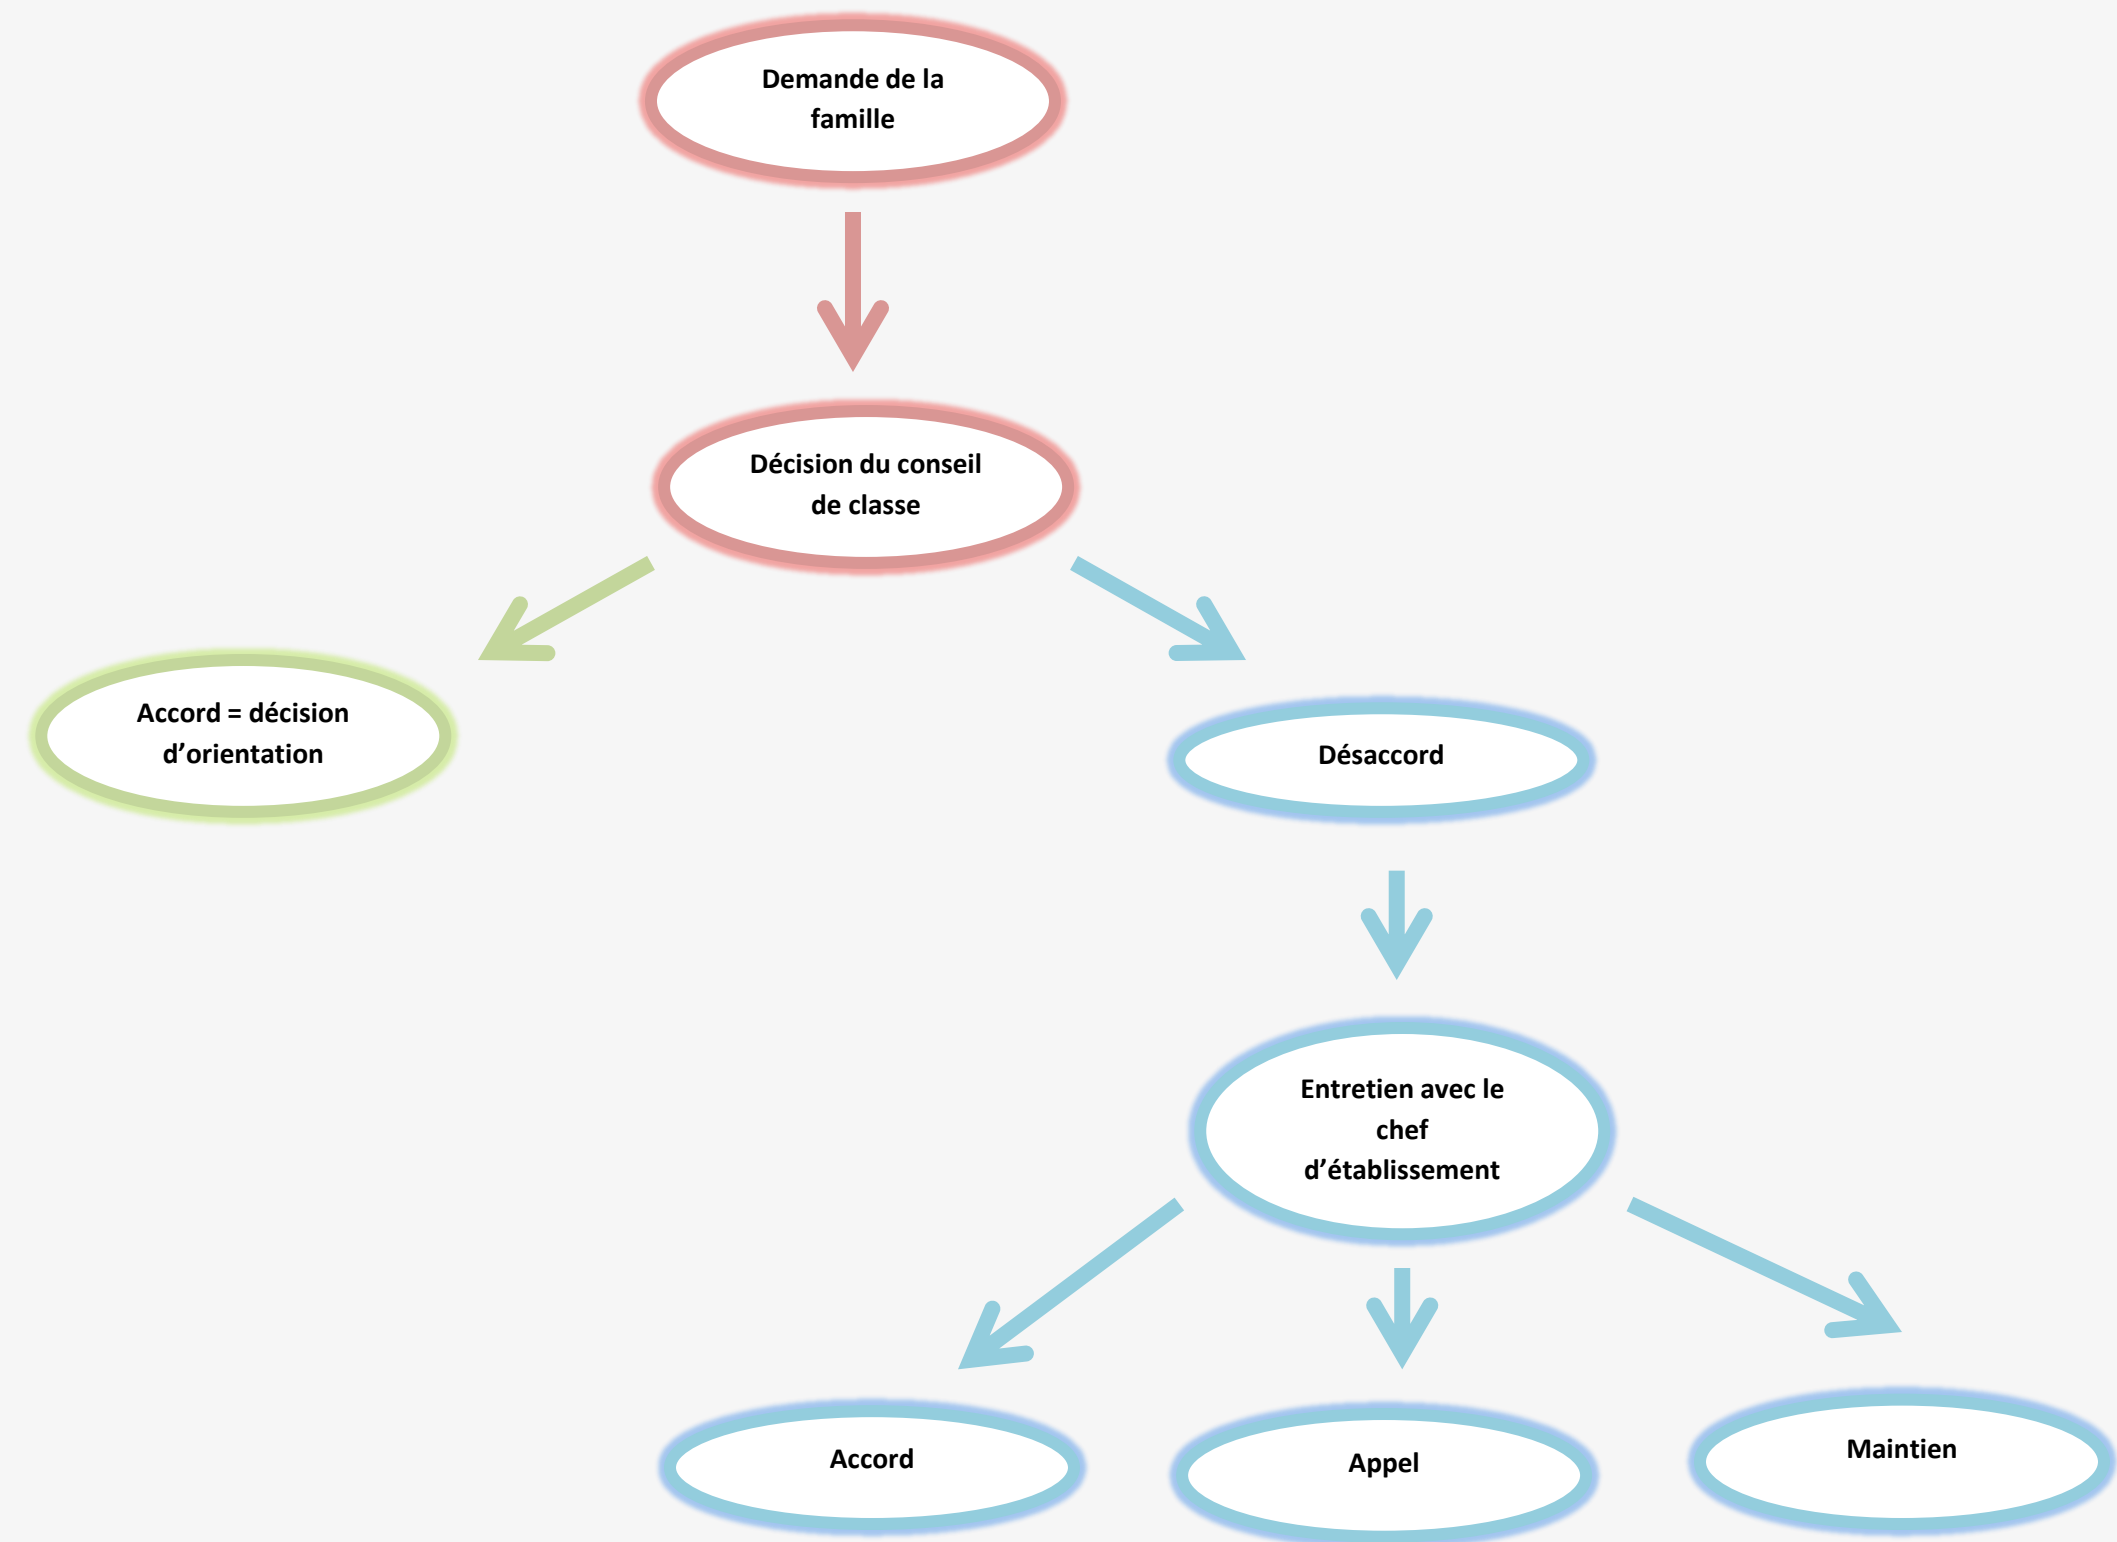 Demande de la
famille
Décision du conseil
de classe
Accord = décision
d’orientation
Désaccord
Entretien avec le
chef
d’établissement
Accord
Appel
Maintien